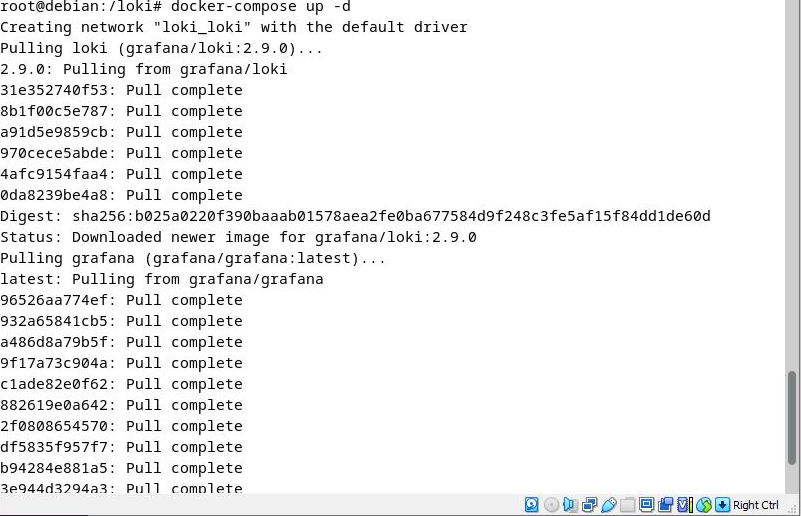 root@debian:/loki# docker-compose up -d
Creating network "loki_loki" with the default driver
Pulling loki (grafana/loki:2.9.0)...
2.9.0: Pulling from grafana/loki
31e352740f53: Pull complete
8b1f00c5e787: Pull complete
a91d5e9859cb: Pull complete
970cece5abde: Pull complete
4afc9154faa4: Pull complete
0da8239be4a8: Pull complete
Digest: sha256:b025a0220f390baaab01578aea2fe0ba677584d9f248c3fe5af15f84dd1de60d
Status: Downloaded newer image for grafana/loki:2.9.0
Pulling grafana (grafana/grafana:latest)...
latest: Pulling from grafana/grafana
96526aa774ef: Pull complete
932a65841cb5: Pull complete
a486d8a79b5f: Pull complete
9f17a73c904a: Pull complete
c1ade82e0f62: Pull complete
882619e0a642: Pull complete
2f0808654570: Pull complete
df5835f957f7: Pull complete
b94284e881a5: Pull complete
3e944d3294a3: Pull complete
Right Ctrl